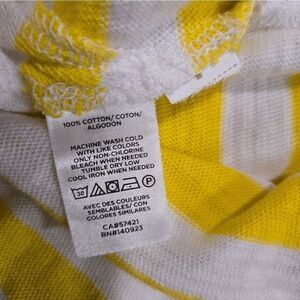 100% COTTON/ COTON/
ALGODÓN
MACHINE WASH COLD
WITH LIKE COLORS
ONLY NON-CHLORINE
BLEACH WHEN NEEDED
TUMBLE DRY LOW
COOL IRON WHEN NEEDED
30 P
AVEC DES COULEURS
SEMBLABLES/ CON
COLORES SIMILARES
CA#57421
RN#140923